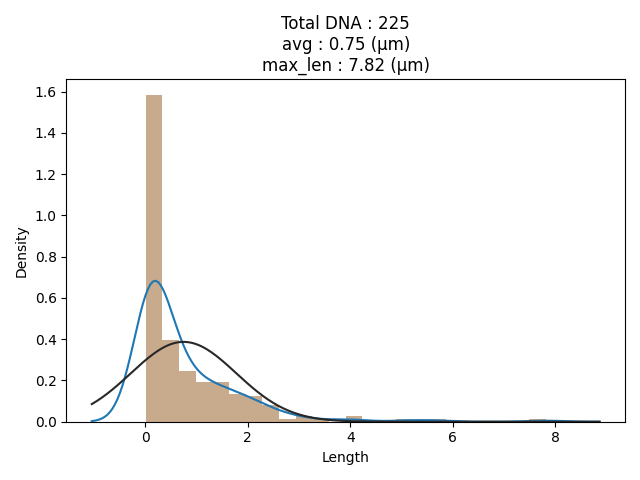 Total DNA : 225
avg : 0.75 (μm)
max_len : 7.82 (μm)
1.6
1.4
1.2
1.0
0.8
0.6
0.4
0.2
0.0
Density
0 2 4 6 8
Length